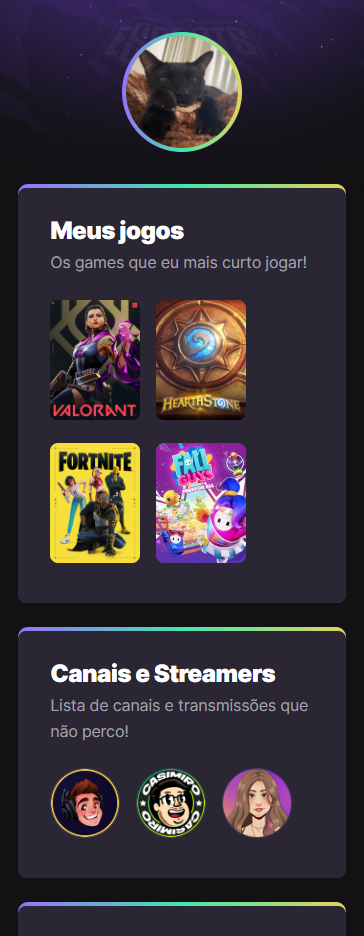 eSPORTS
Meus jogos
Os games que eu mais curto jogar!
VALORANT
HEARTHSTONE
FORTNITE
FALL
GUYS
Canais e Streamers
Lista de canais e transmissões que
não perco!
CASIMIRO
CASIMIRO